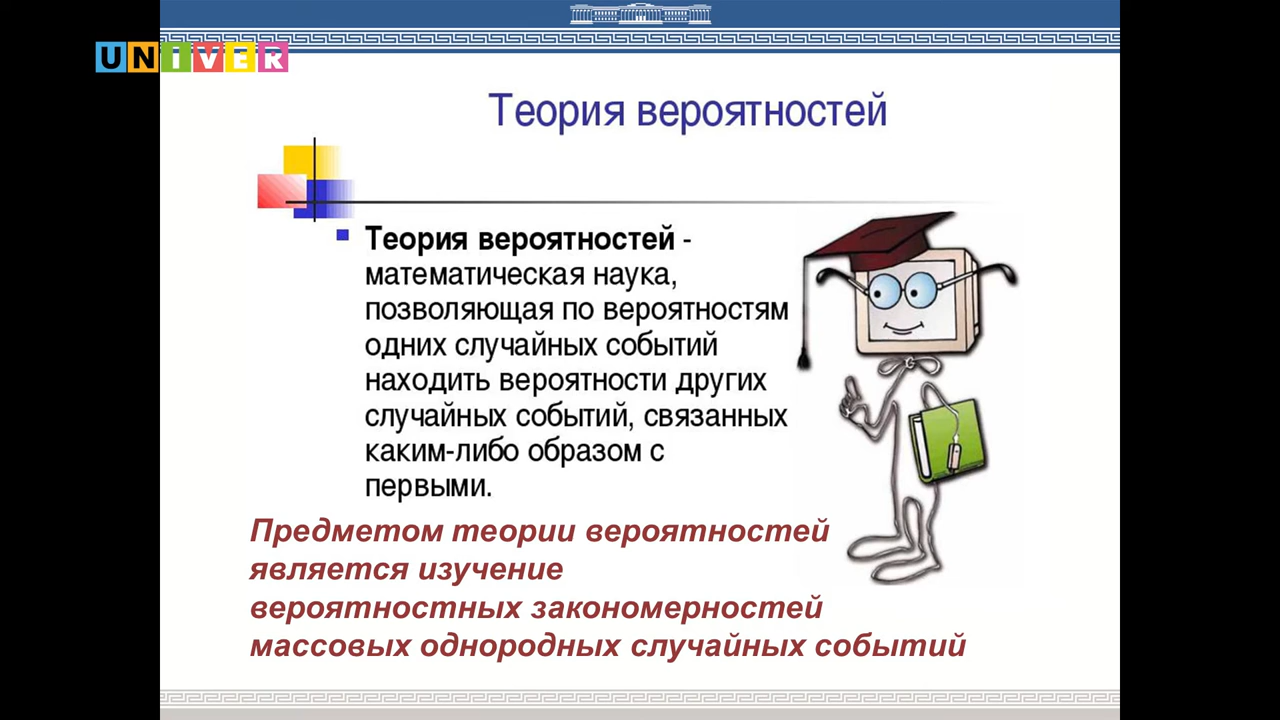 UNIVER
Теория вероятностей
Теория вероятностей -
математическая наука,
позволяющая по вероятностям
одних случайных событий
находить вероятности других
случайных событий, связанных
каким-либо образом с
первыми.
Предметом теории вероятностей
является изучение
вероятностных закономерностей
массовых однородных случайных событий